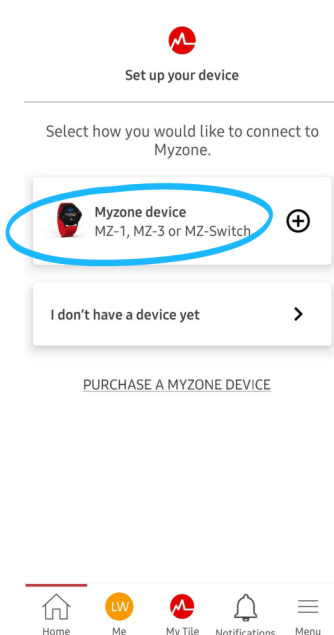 Set up your device
Select how you would like to connect to
Myzone.
Myzone device
MZ-1, MZ-3 or MZ-Switch
I don't have a device yet
PURCHASE A MYZONE DEVICE
LW
Home Me My Tile Notifications Menu